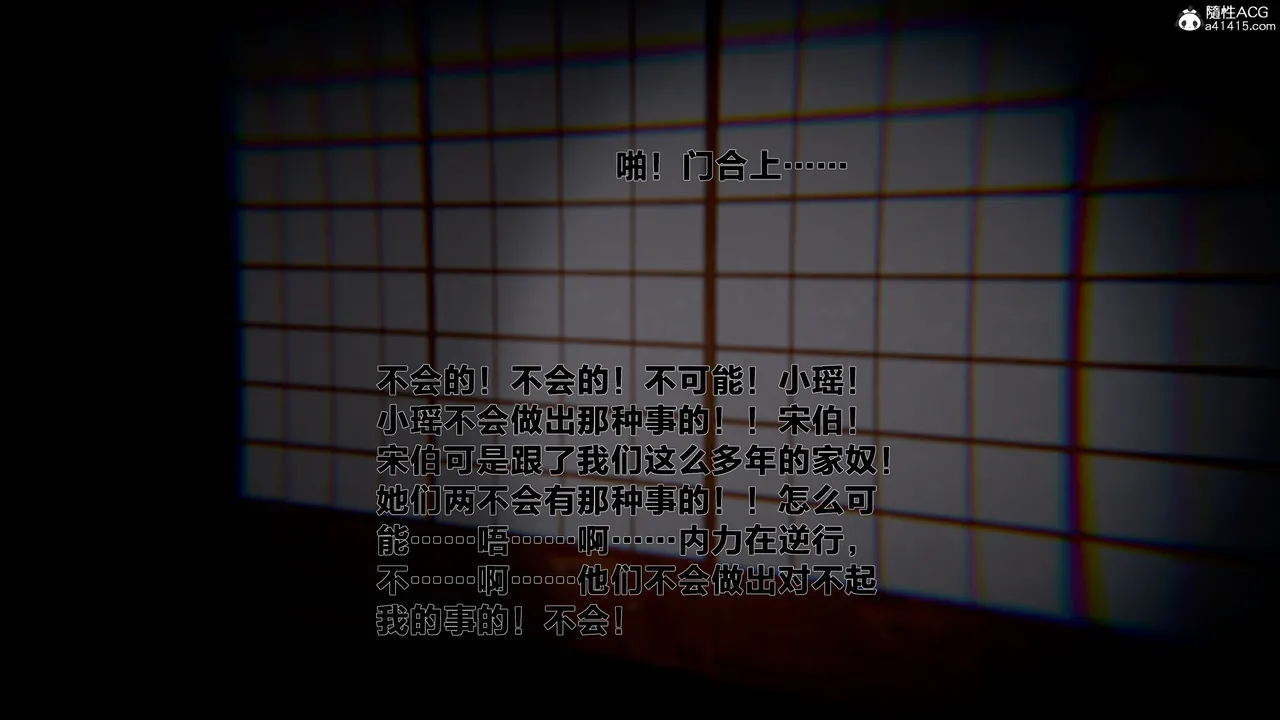 隨性ACG
a41415.com
啪！门合上……
不会的！不会的！不可能！小瑶！
小瑶不会做出那种事的！！宋伯！
宋伯可是跟了我们这么多年的家奴！
她们两不会有那种事的！！怎么可
能……唔……啊……内力在逆行，
不……啊……他们不会做出对不起
我的事的！不会！